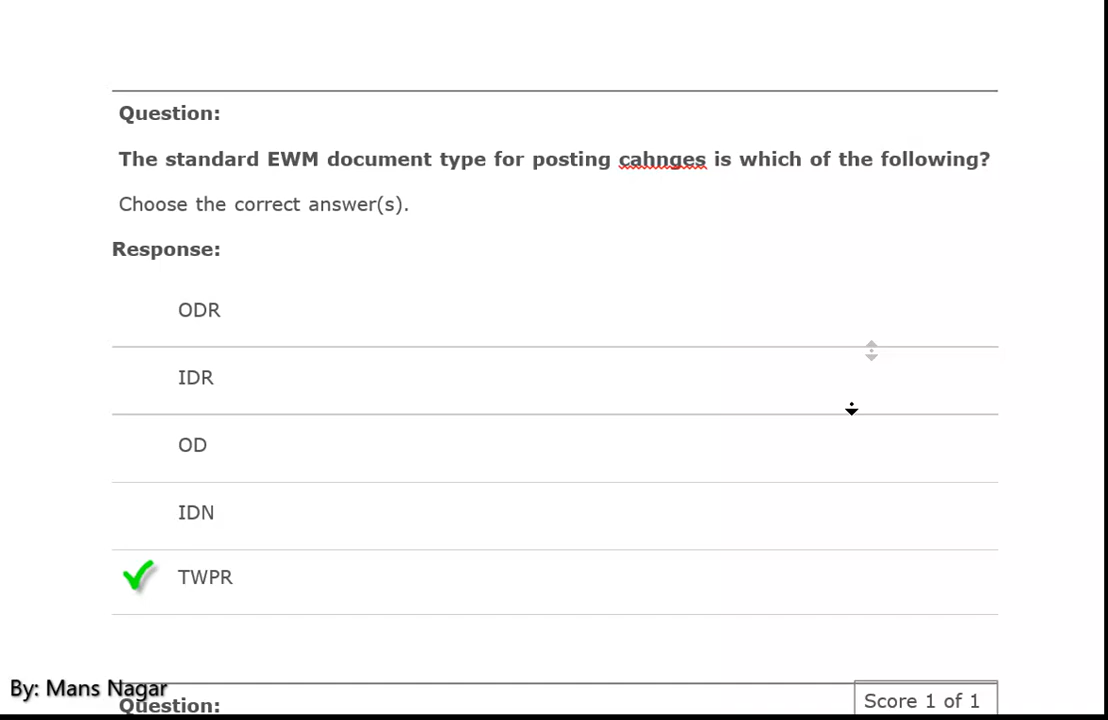 Question:
The standard EWM document type for posting cahnges is which of the following?
Choose the correct answer(s).
Response:
ODR
IDR
OD
IDN
TWPR
By: Mans Nagar
Question:
Score 1 of 1